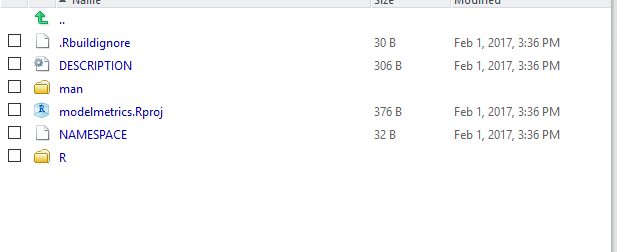 Name Size Modified
..
.Rbuildignore 30 B Feb 1, 2017, 3:36 PM
DESCRIPTION 306 B Feb 1, 2017, 3:36 PM
man
modelmetrics.Rproj 376 B Feb 1, 2017, 3:36 PM
NAMESPACE 32 B Feb 1, 2017, 3:36 PM
R